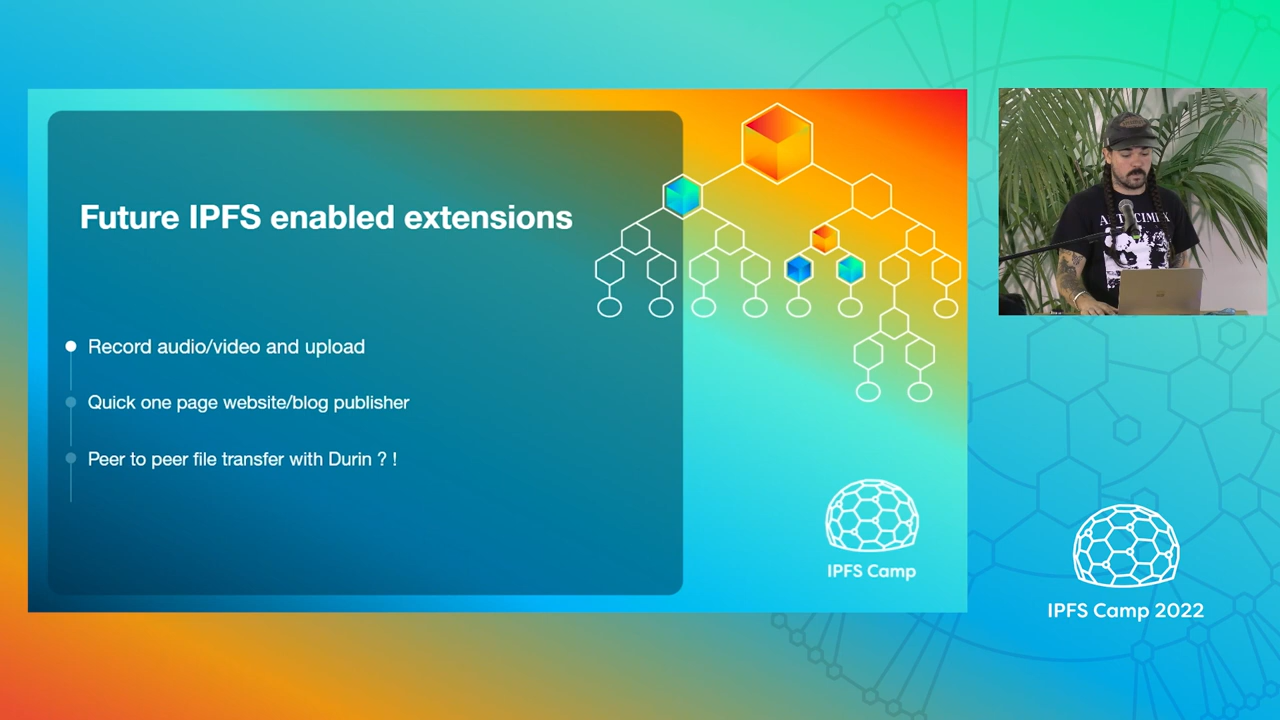 Future IPFS enabled extensions
Record audio/video and upload
Quick one page website/blog publisher
Peer to peer file transfer with Durin ? !
IPFS Camp
IPFS Camp 2022